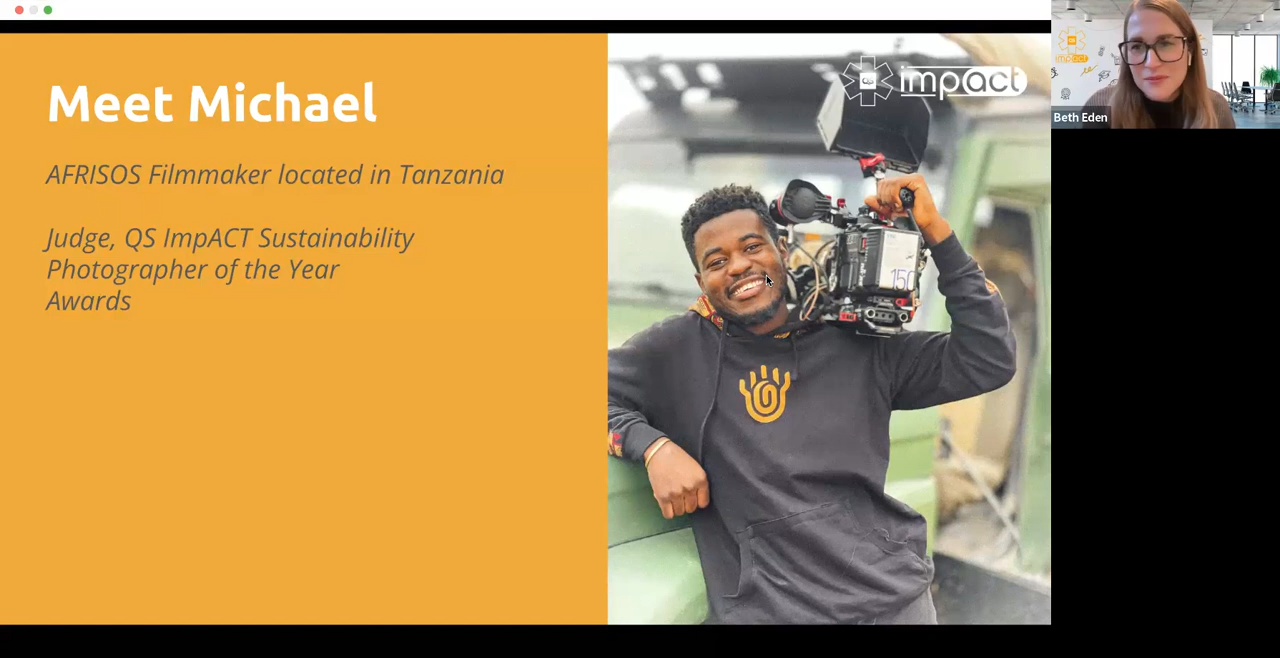 Meet Michael
AFRISOS Filmmaker located in Tanzania
Judge, QS ImpACT Sustainability
Photographer of the Year
Awards
impact
150
impact
Beth Eden